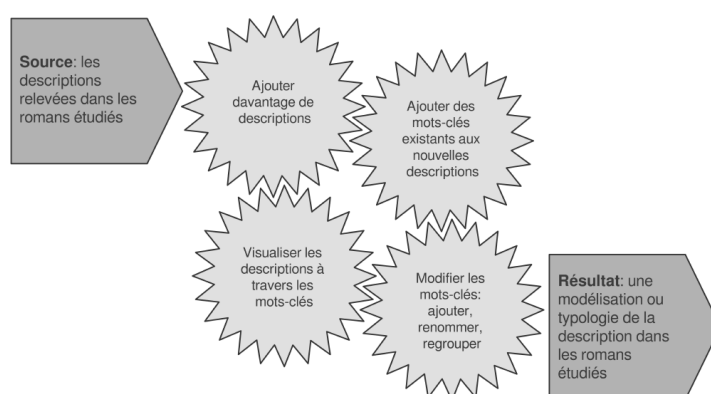 Source: les
descriptions
relevées dans les
romans étudiés
Ajouter
davantage de
descriptions
Ajouter des
mots-clés
existants aux
nouvelles
descriptions
Visualiser les
descriptions à
travers les
mots-clés
Modifier les
mots-clés:
ajouter,
renommer,
regrouper
Résultat: une
modélisation ou
typologie de la
description dans
les romans
étudiés